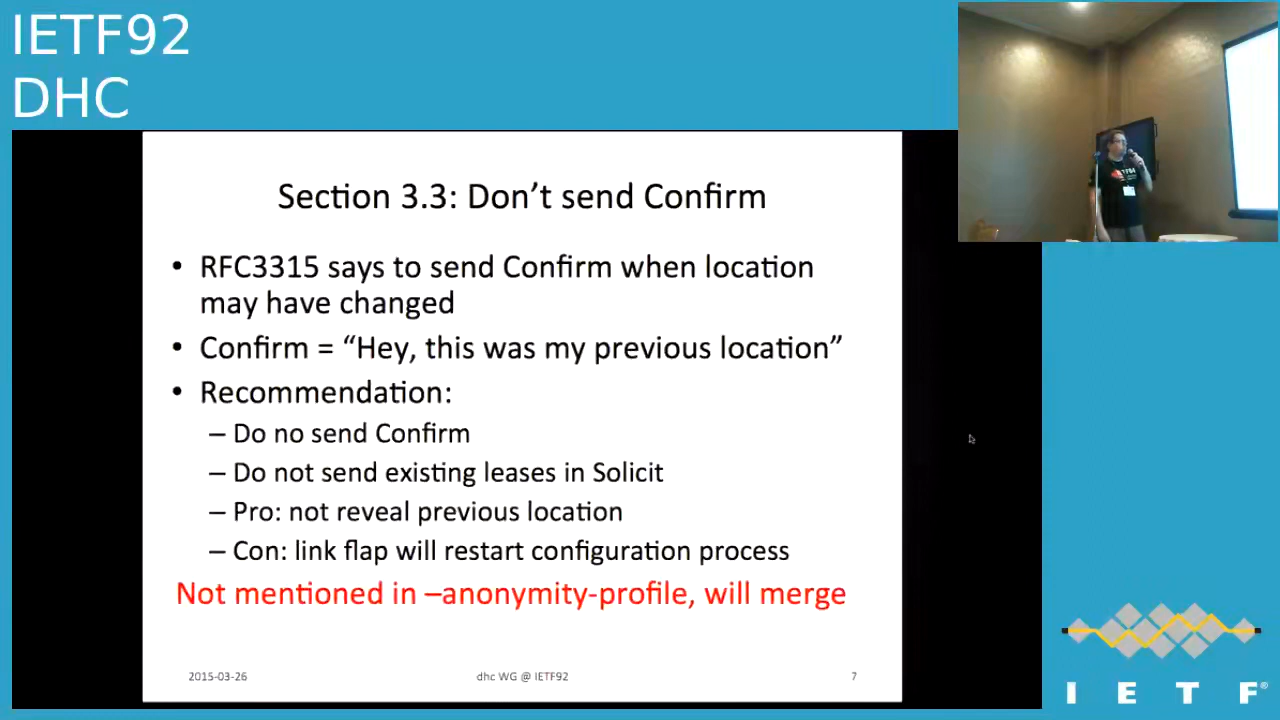 IETF92
DHC
Section 3.3: Don’t send Confirm
• RFC3315 says to send Confirm when location
may have changed
• Confirm = “Hey, this was my previous location”
• Recommendation:
– Do no send Confirm
– Do not send existing leases in Solicit
– Pro: not reveal previous location
– Con: link flap will restart configuration process
Not mentioned in –anonymity-profile, will merge
2015-03-26
dhc WG @ IETF92
7
I E T F®